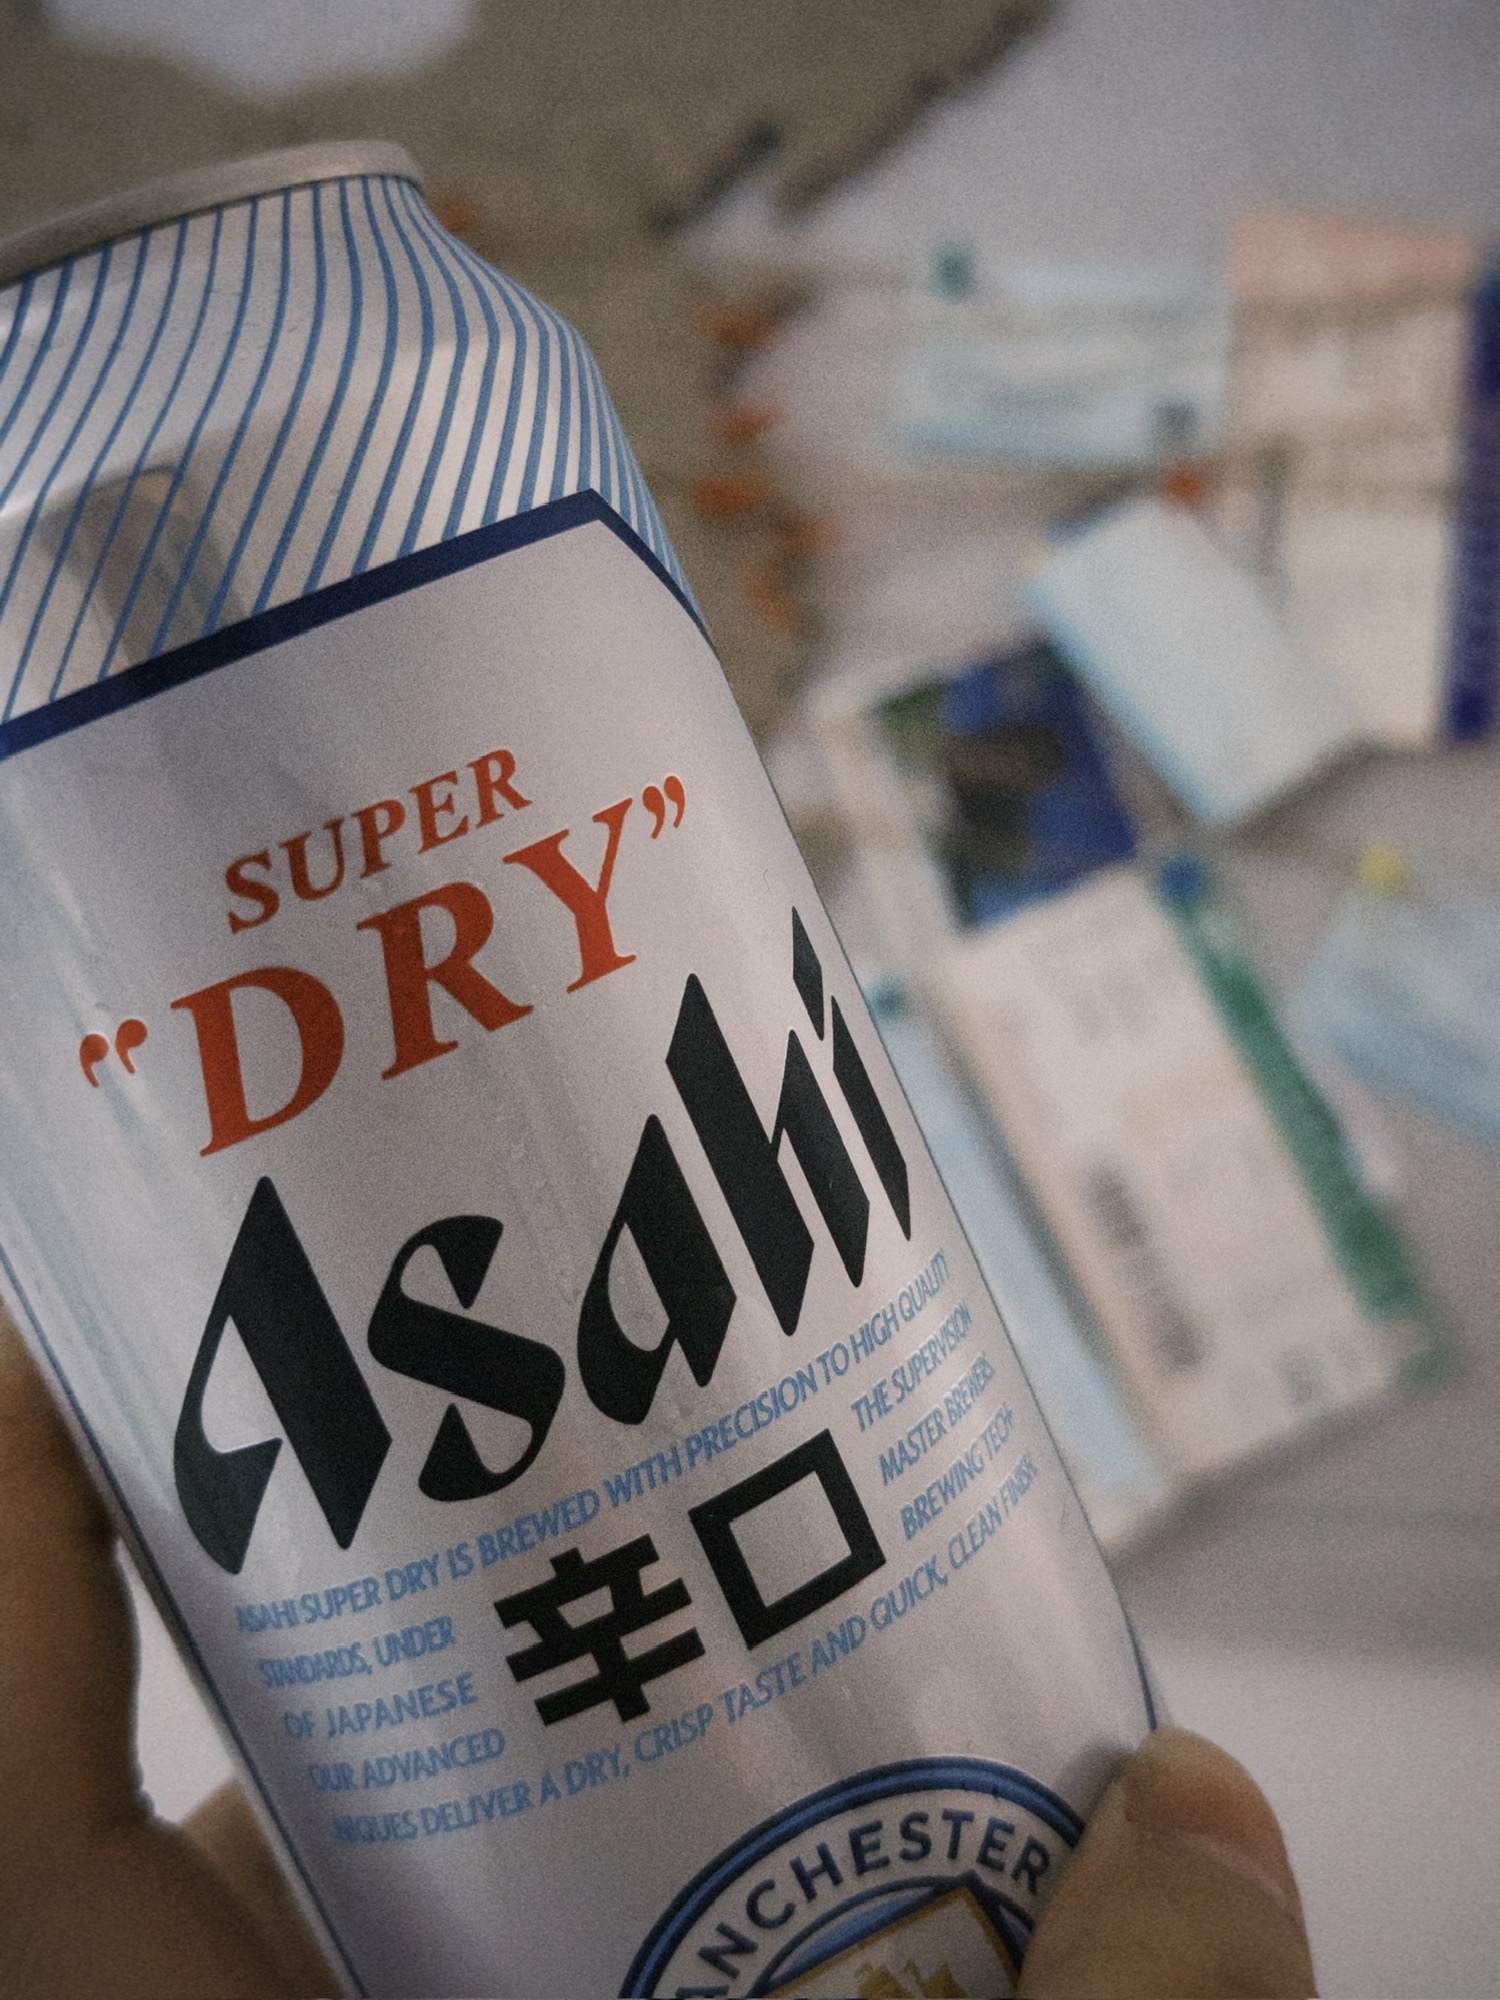 SUPER
“DRY”
Asahi
ASAHI SUPER DRY IS BREWED WITH PRECISION TO HIGH QUALITY
STANDARDS, UNDER THE SUPERVISION
OF JAPANESE MASTER BREWERS
辛口
OUR ADVANCED BREWING TECH-
NIQUES DELIVER A DRY, CRISP TASTE AND QUICK, CLEAN FINISH.
MANCHESTER